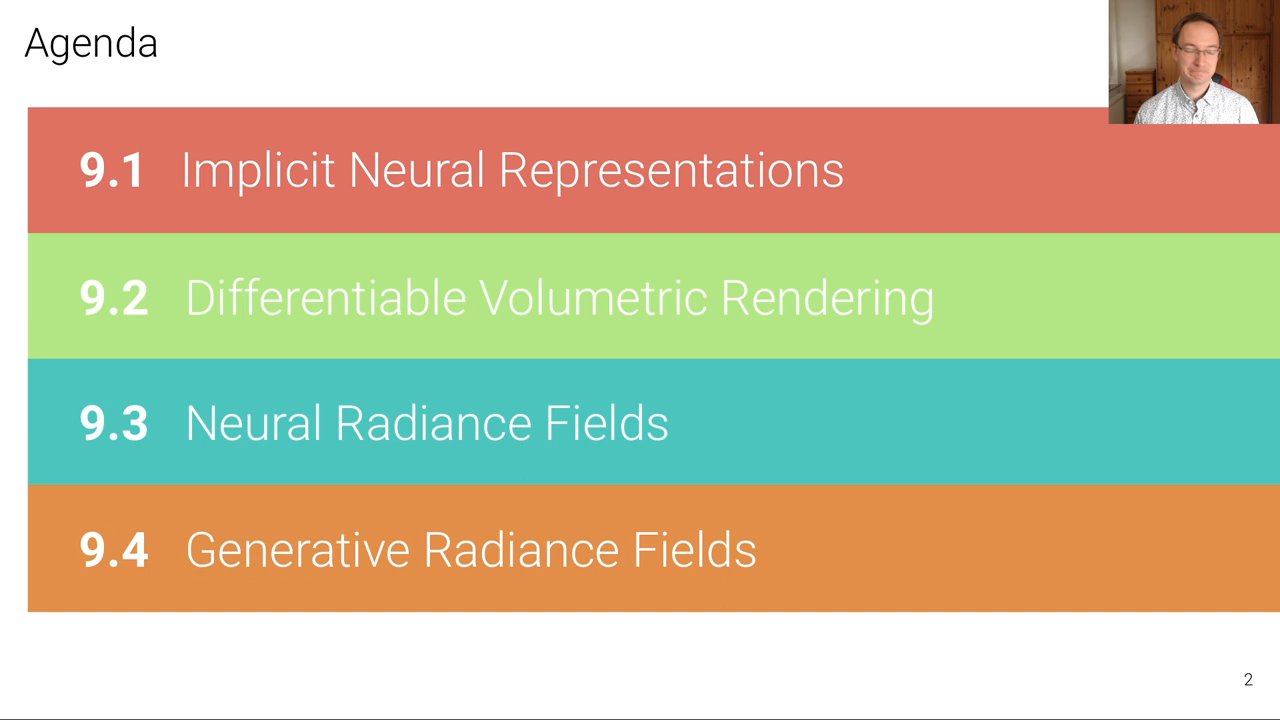 Agenda
9.1 Implicit Neural Representations
9.2 Differentiable Volumetric Rendering
9.3 Neural Radiance Fields
9.4 Generative Radiance Fields
2